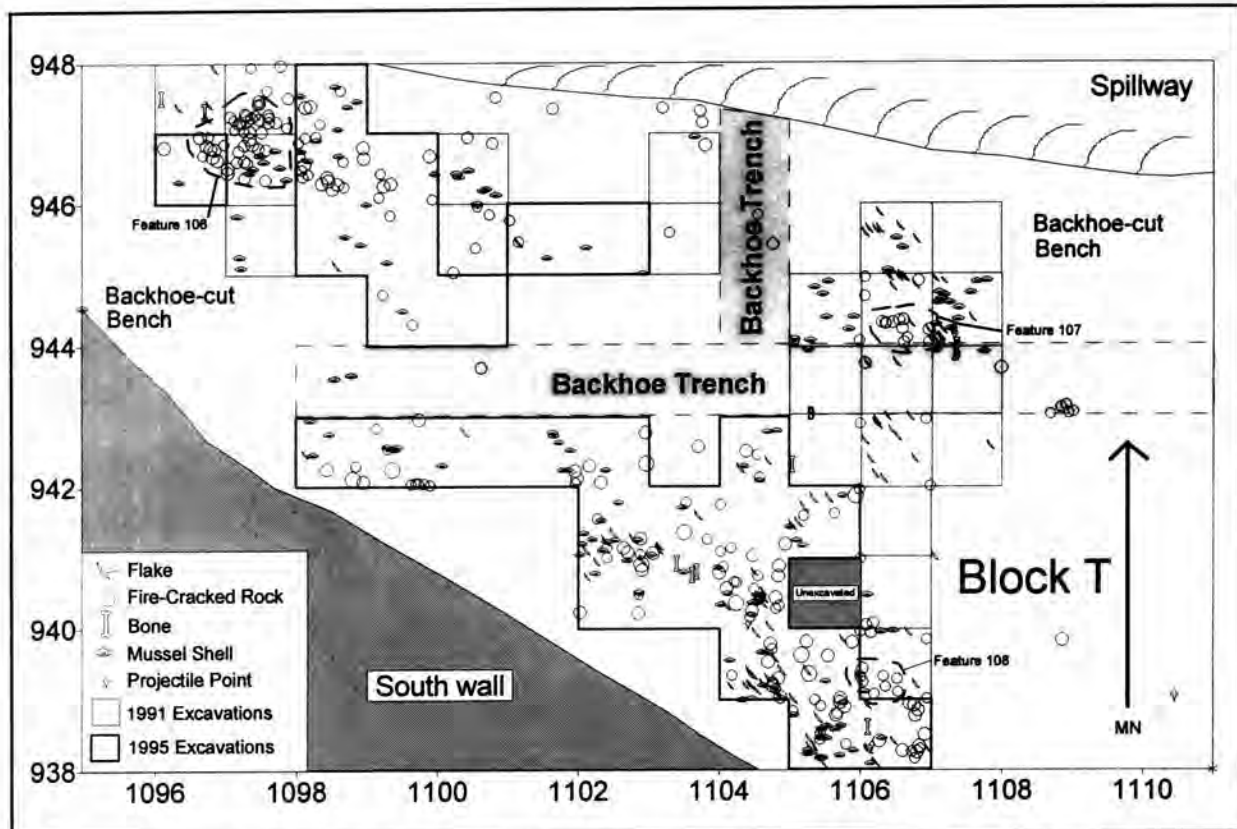 948
946
944
942
940
938
1096
1098
1100
1102
1104
1106
1108
1110
Spillway
Backhoe Trench
Backhoe-cut
Bench
Feature 106
Backhoe-cut
Bench
Feature 107
Backhoe Trench
Block T
Unexcavated
Feature 108
MN
South wall
Flake
Fire-Cracked Rock
Bone
Mussel Shell
Projectile Point
1991 Excavations
1995 Excavations